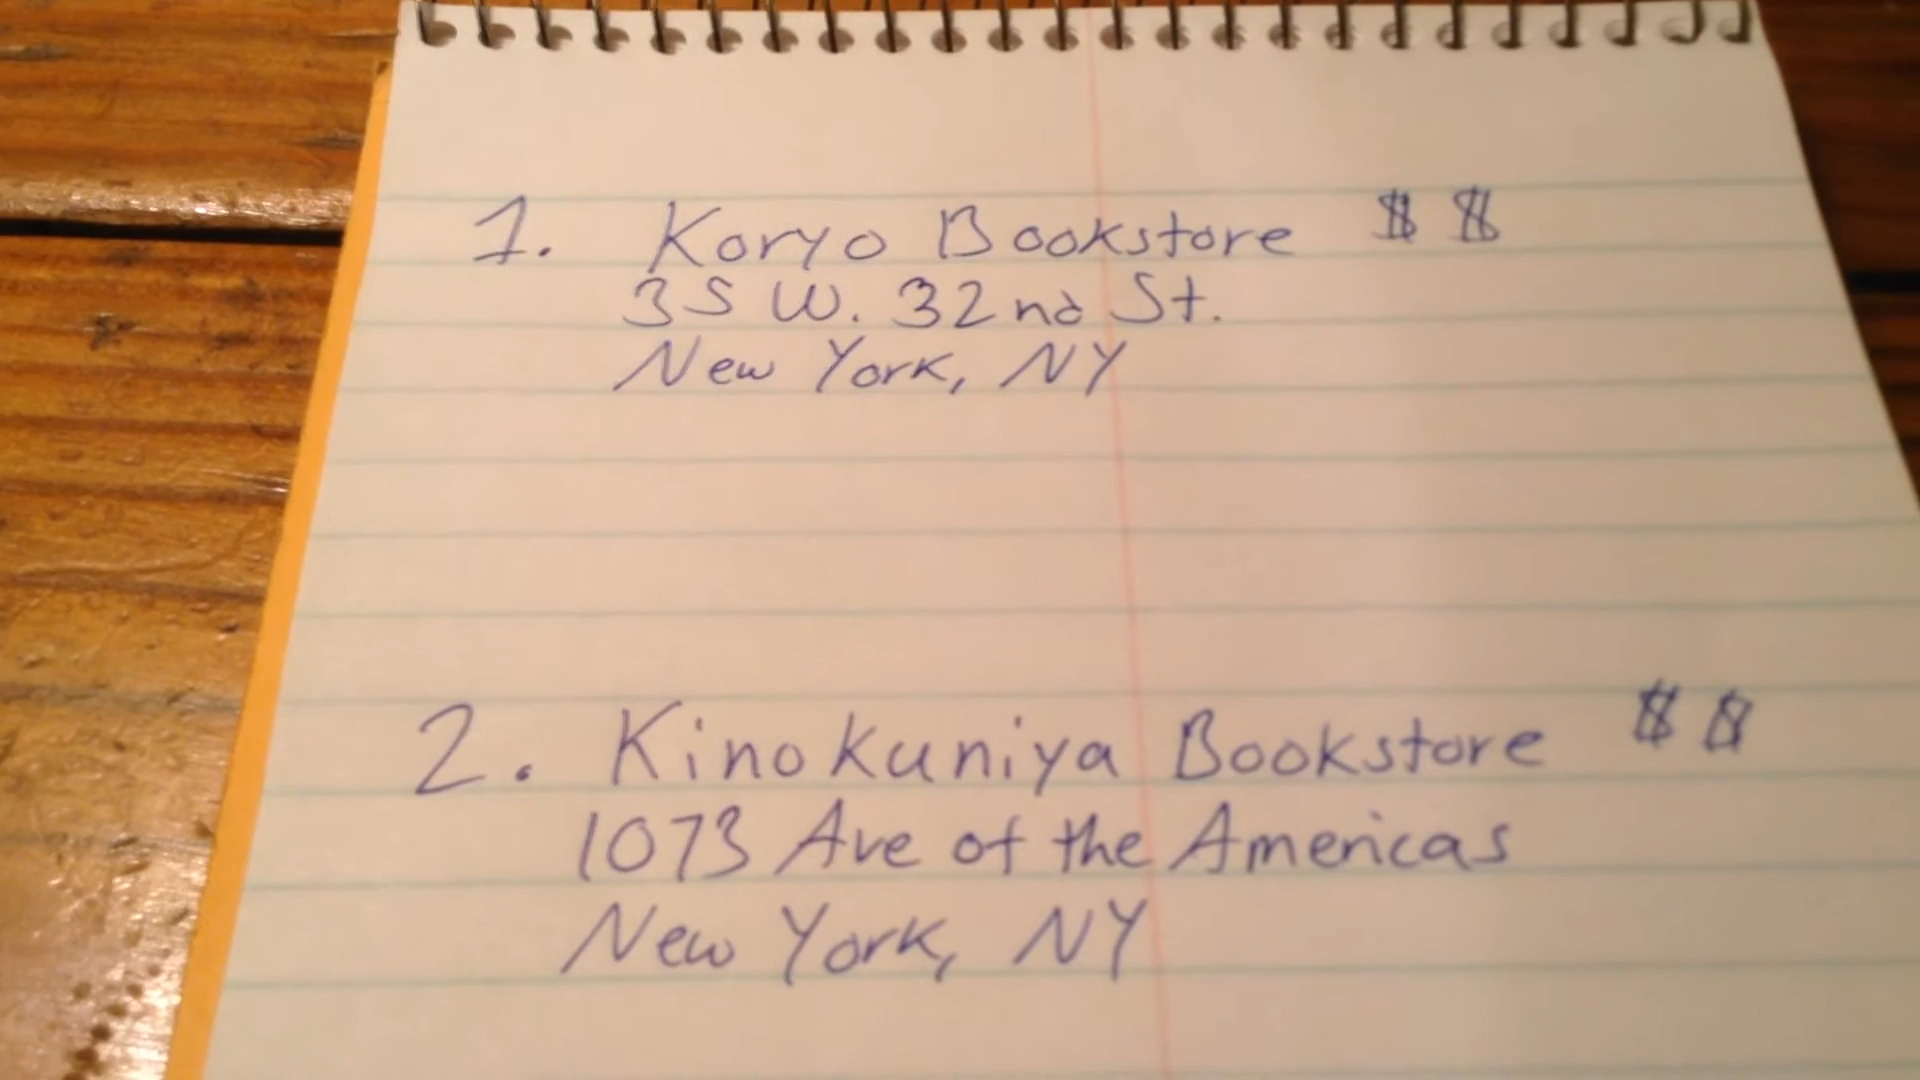 1. Koryo Bookstore $ $
35 W. 32nd St.
New York, NY
2. Kinokuniya Bookstore $ $
1073 Ave of the Americas
New York, NY